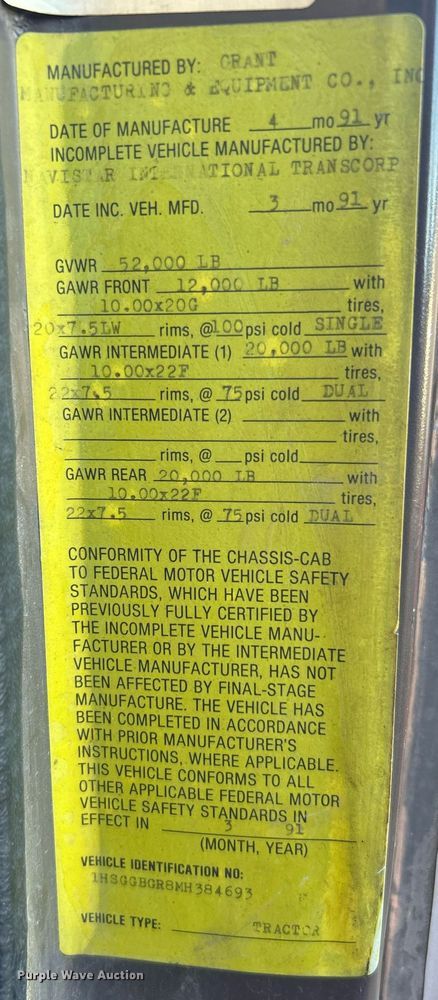 MANUFACTURED BY: GRANT
MANUFACTURING & EQUIPMENT CO., INC
DATE OF MANUFACTURE 4 mo 91 yr
INCOMPLETE VEHICLE MANUFACTURED BY:
NAVISTAR INTERNATIONAL TRANSCORP
DATE INC. VEH. MFD. 3 mo 91 yr
GVWR 52,000 LB
GAWR FRONT 12,000 LB with
10.00x20G tires,
20x7.5LW rims, @ 100 psi cold SINGLE
GAWR INTERMEDIATE (1) 20,000 LB with
10.00x22F tires,
22x7.5 rims, @ 75 psi cold DUAL
GAWR INTERMEDIATE (2) with
tires,
rims, @ psi cold
GAWR REAR 20,000 LB with
10.00x22F tires,
22x7.5 rims, @ 75 psi cold DUAL
CONFORMITY OF THE CHASSIS-CAB
TO FEDERAL MOTOR VEHICLE SAFETY
STANDARDS, WHICH HAVE BEEN
PREVIOUSLY FULLY CERTIFIED BY
THE INCOMPLETE VEHICLE MANU-
FACTURER OR BY THE INTERMEDIATE
VEHICLE MANUFACTURER, HAS NOT
BEEN AFFECTED BY FINAL-STAGE
MANUFACTURE. THE VEHICLE HAS
BEEN COMPLETED IN ACCORDANCE
WITH PRIOR MANUFACTURER'S
INSTRUCTIONS, WHERE APPLICABLE.
THIS VEHICLE CONFORMS TO ALL
OTHER APPLICABLE FEDERAL MOTOR
VEHICLE SAFETY STANDARDS IN
EFFECT IN 3 91
(MONTH, YEAR)
VEHICLE IDENTIFICATION NO:
1HSGGBGR8MH384693
VEHICLE TYPE: TRACTOR
Purple Wave Auction